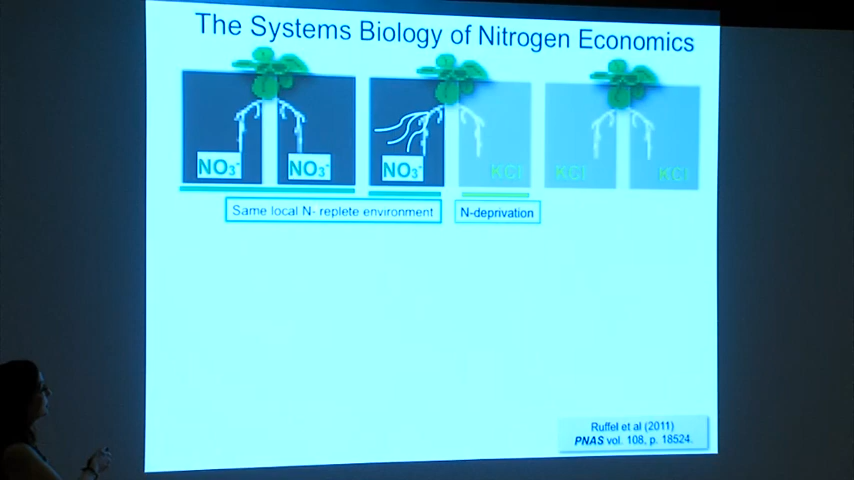 The Systems Biology of Nitrogen Economics
NO3- NO3- NO3- KCl KCl KCl
Same local N- replete environment
N-deprivation
Ruffel et al (2011)
PNAS vol. 108, p. 18524.